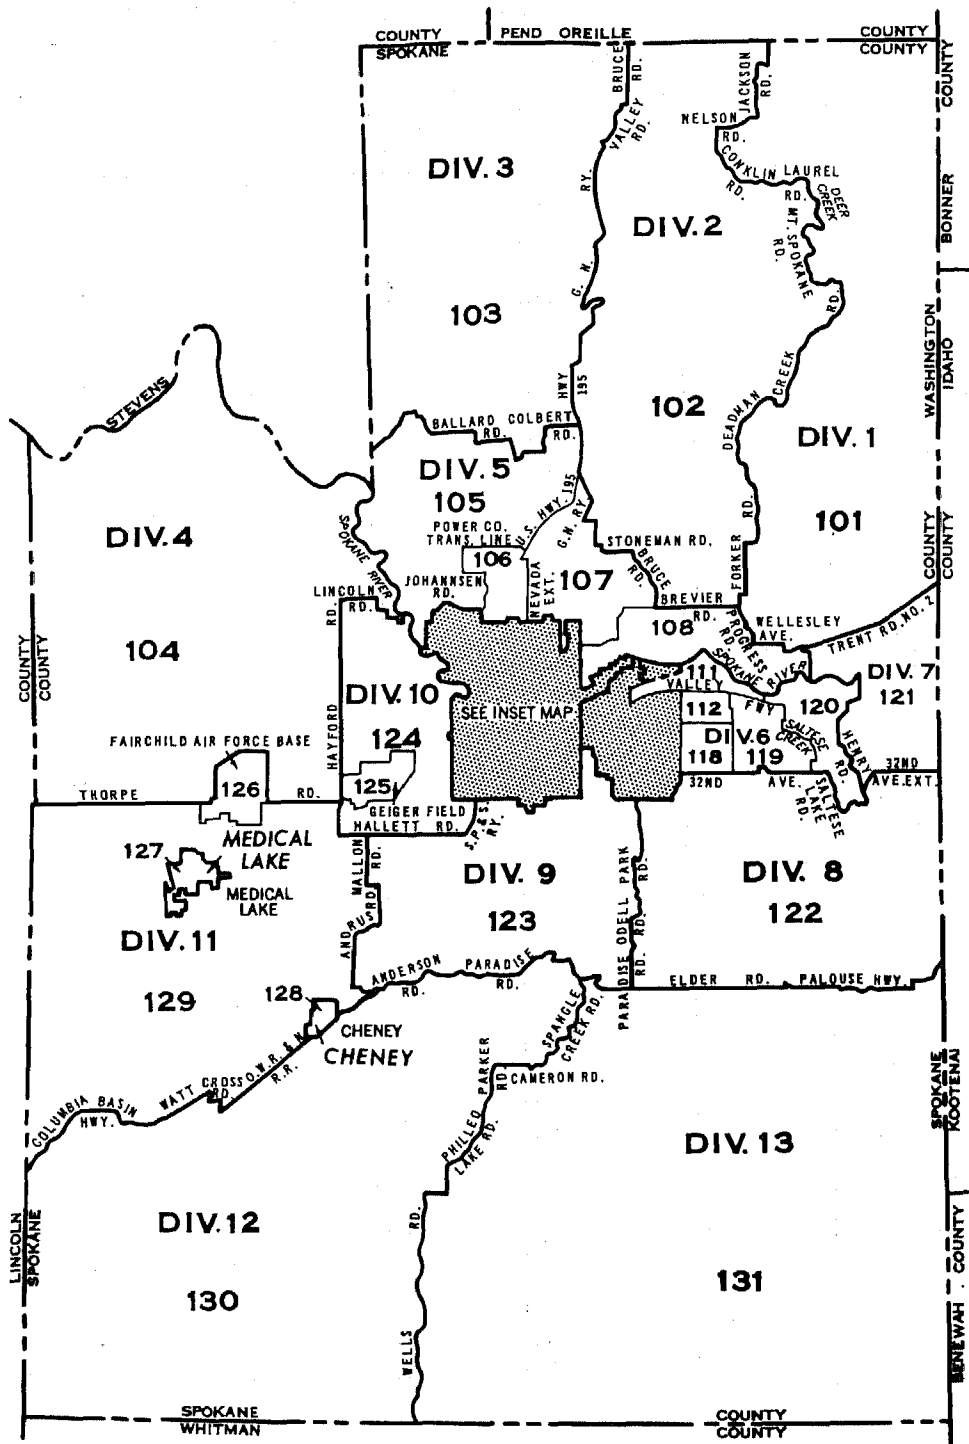 COUNTY
SPOKANE
PEND OREILLE
COUNTY
COUNTY
COUNTY
BONNER
BRUCE
RD.
VALLEY
RD.
JACKSON
RD.
NELSON
RD.
CONKLIN
RD.
LAUREL
RD.
DEER
CREEK
MT. SPOKANE
RD.
DIV. 3
DIV. 2
G. N. RY.
103
102
HWY
195
DEADMAN CREEK RD.
WASHINGTON
IDAHO
STEVENS
BALLARD
RD.
COLBERT
RD.
DIV. 1
101
DIV. 5
105
DIV. 4
104
SPOKANE RIVER
POWER CO.
TRANS. LINE
U.S. HWY. 195
G.N. RY
106
107
JOHANNSEN
RD.
NEVADA
EXT.
STONEMAN RD.
BRUCE
RD.
FORKER
RD.
BREVIER
RD.
108
PROGRESS
RD.
WELLESLEY
AVE.
TRENT RD. NO. 2
COUNTY
COUNTY
LINCOLN
RD.
HAYFORD
RD.
COUNTY
COUNTY
DIV. 10
124
125
SEE INSET MAP
SPOKANE RIVER
111
VALLEY
FWY
112
DIV. 6
118
119
120
SALTESE
CREEK
HENRY
RD.
DIV. 7
121
32ND
AVE.
32ND
AVE. EXT.
SALTESE
LAKE
RD.
FAIRCHILD AIR FORCE BASE
126
THORPE
RD.
GEIGER FIELD
HALLETT RD.
S.P. & S.
RY.
127
MEDICAL
LAKE
MEDICAL
LAKE
MALLON
RD.
ANDRUS RD.
DIV. 9
123
PARADISE ODELL PARK
RD. RD. RD.
DIV. 8
122
DIV. 11
129
128
CHENEY
CHENEY
ANDERSON
RD.
PARADISE
RD.
ELDER RD.
PALOUSE HWY.
SPANGLE
CREEK RD.
CAMERON RD.
PARKER
RD.
PHILLEO
LAKE RD.
O.W.R. & N.
R.R.
CROSS
RD.
WATT
COLUMBIA BASIN
HWY.
SPOKANE
KOOTENAI
DIV. 13
131
DIV. 12
130
WELLS
RD.
LINCOLN
SPOKANE
BENEWAH COUNTY
SPOKANE
WHITMAN
COUNTY
COUNTY